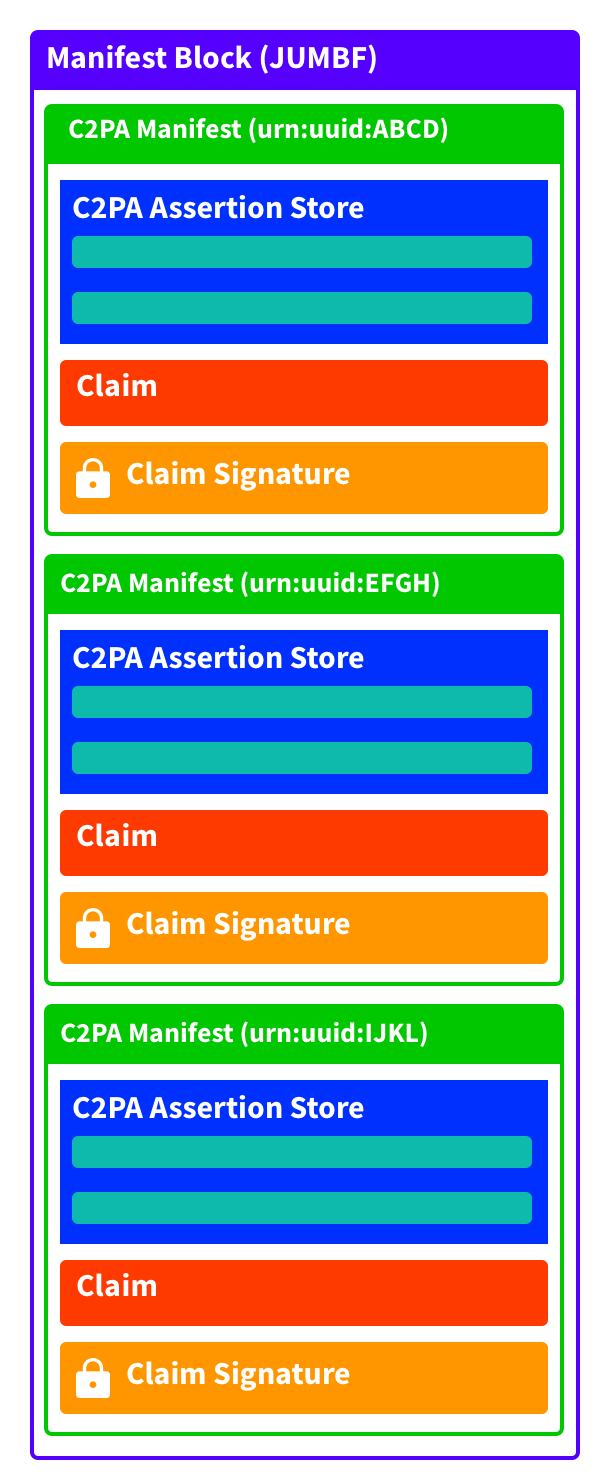 Manifest Block (JUMBF)
C2PA Manifest (urn:uuid:ABCD)
C2PA Assertion Store
Claim
Claim Signature
C2PA Manifest (urn:uuid:EFGH)
C2PA Assertion Store
Claim
Claim Signature
C2PA Manifest (urn:uuid:IJKL)
C2PA Assertion Store
Claim
Claim Signature